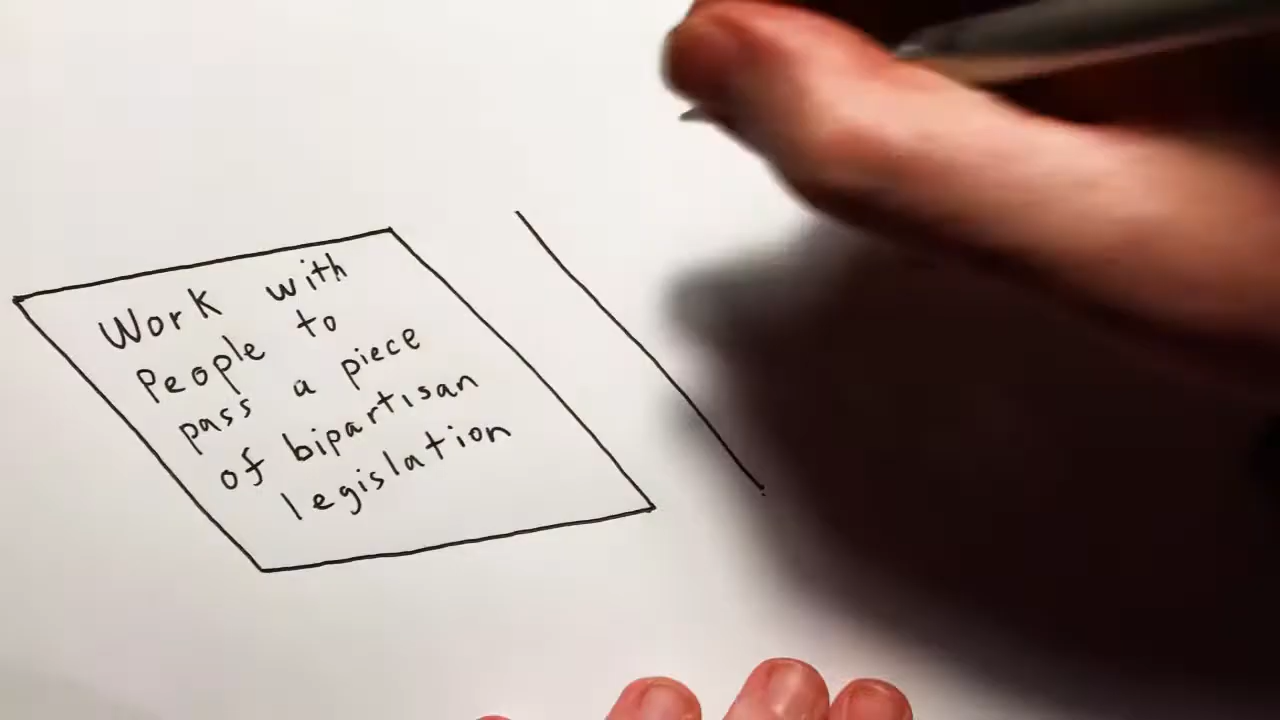 Work with
People to
pass a piece
of bipartisan
legislation